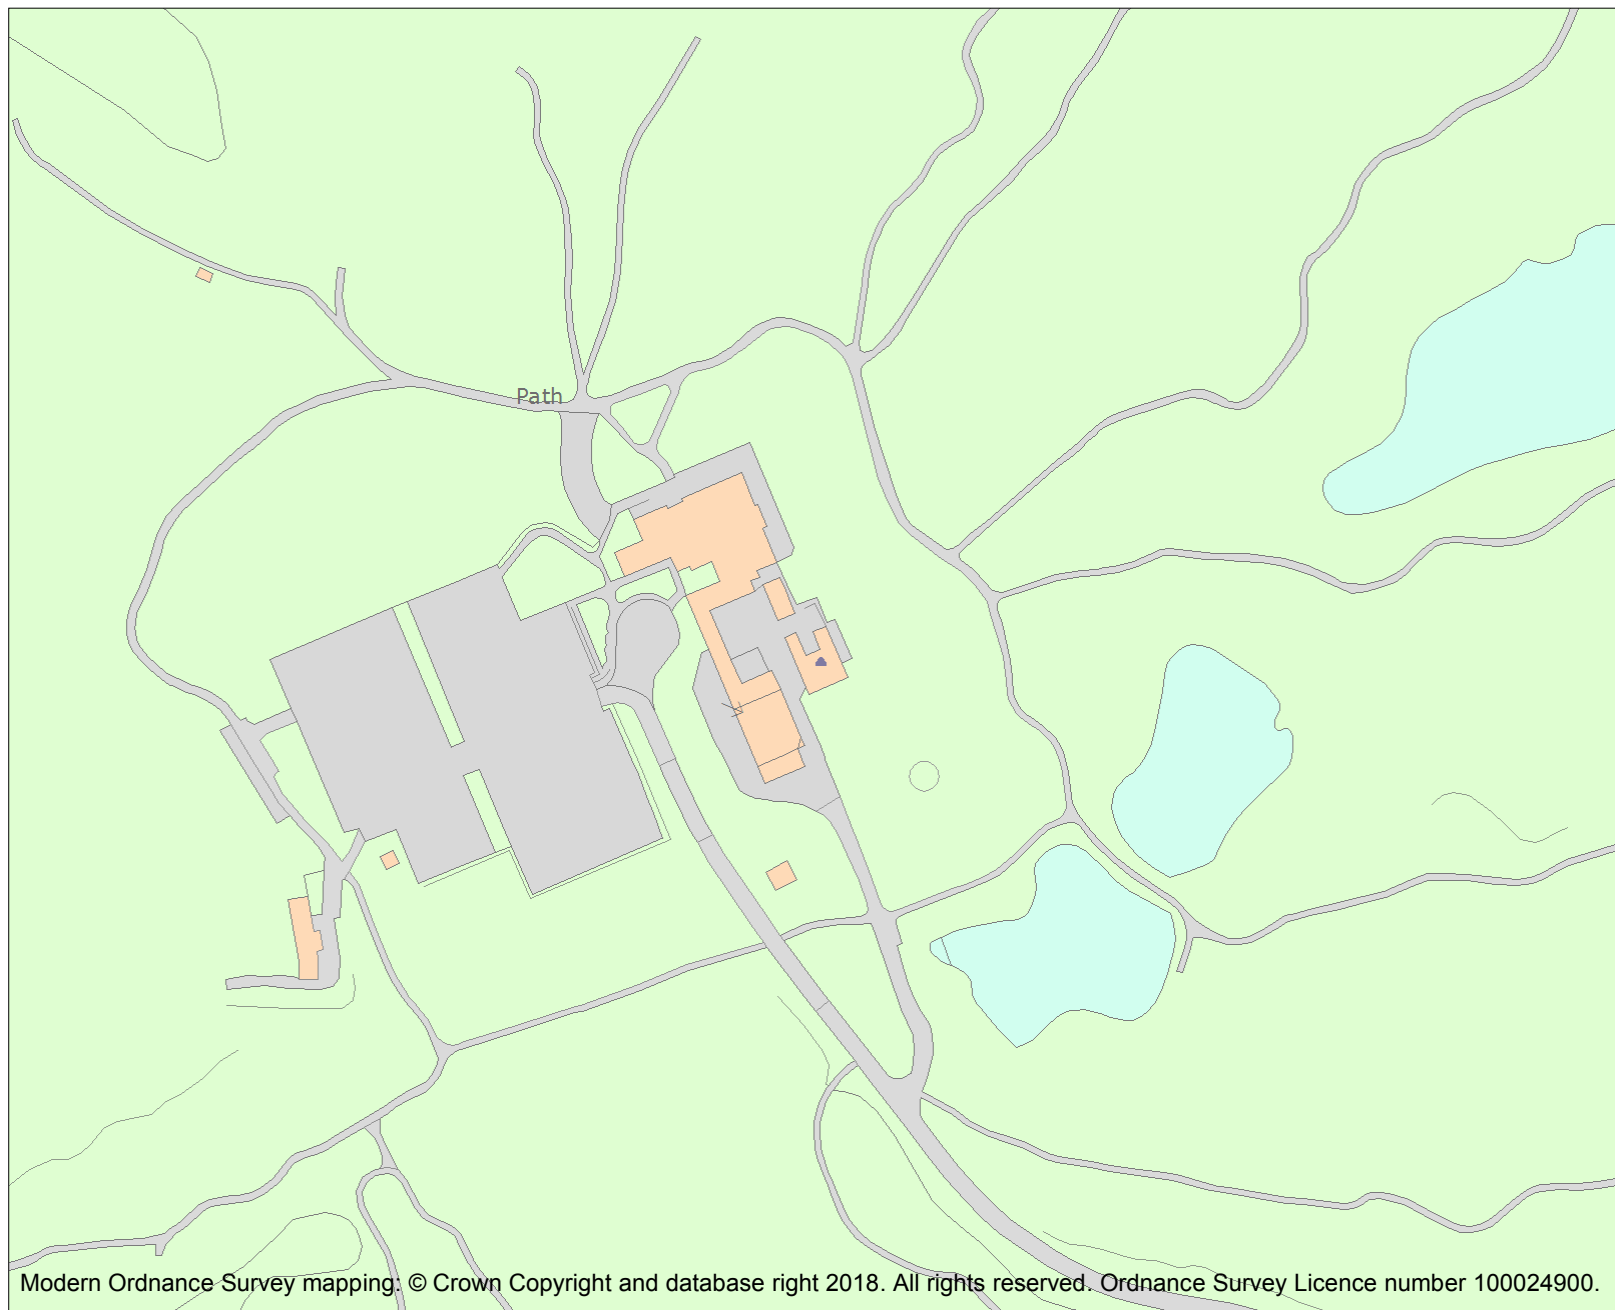 Path
Modern Ordnance Survey mapping: © Crown Copyright and database right 2018. All rights reserved. Ordnance Survey Licence number 100024900.